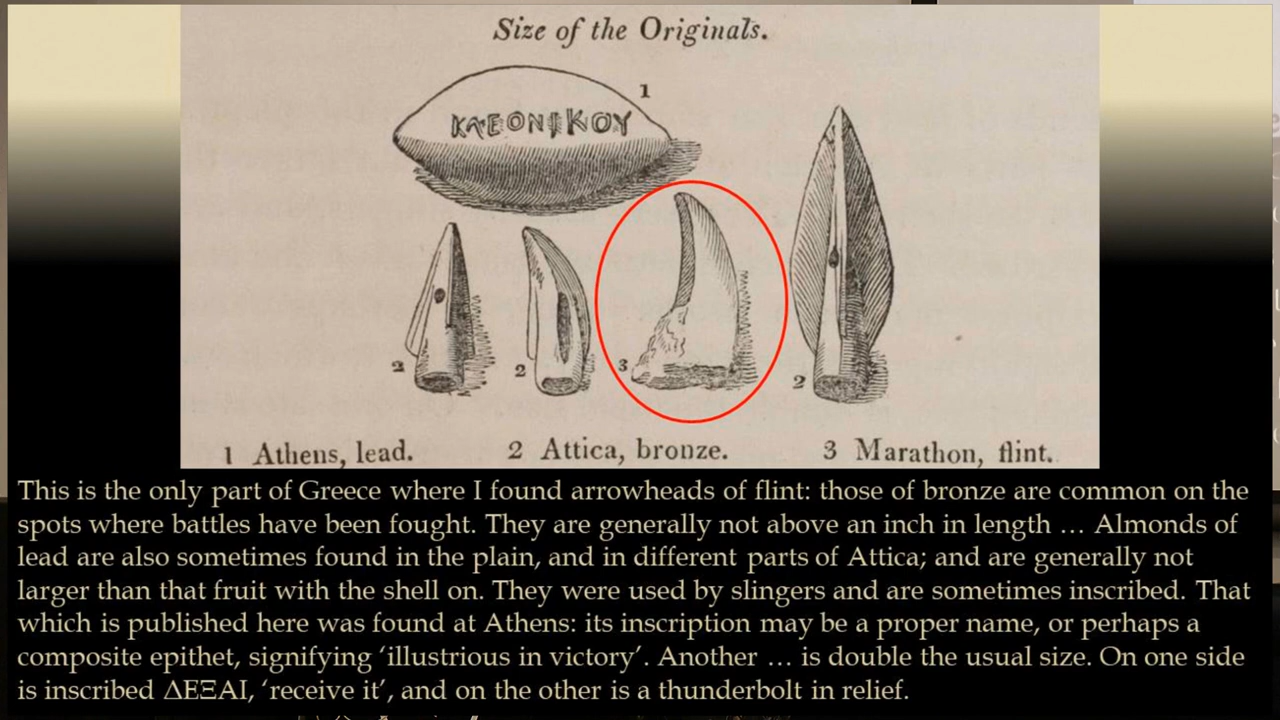 Size of the Originals.
1
ΚΛΕΟΝΙΚΟΥ
2
2
3
2
1 Athens, lead. 2 Attica, bronze. 3 Marathon, flint.
This is the only part of Greece where I found arrowheads of flint: those of bronze are common on the
spots where battles have been fought. They are generally not above an inch in length … Almonds of
lead are also sometimes found in the plain, and in different parts of Attica; and are generally not
larger than that fruit with the shell on. They were used by slingers and are sometimes inscribed. That
which is published here was found at Athens: its inscription may be a proper name, or perhaps a
composite epithet, signifying ‘illustrious in victory’. Another … is double the usual size. On one side
is inscribed ΔΕΞΑΙ, ‘receive it’, and on the other is a thunderbolt in relief.